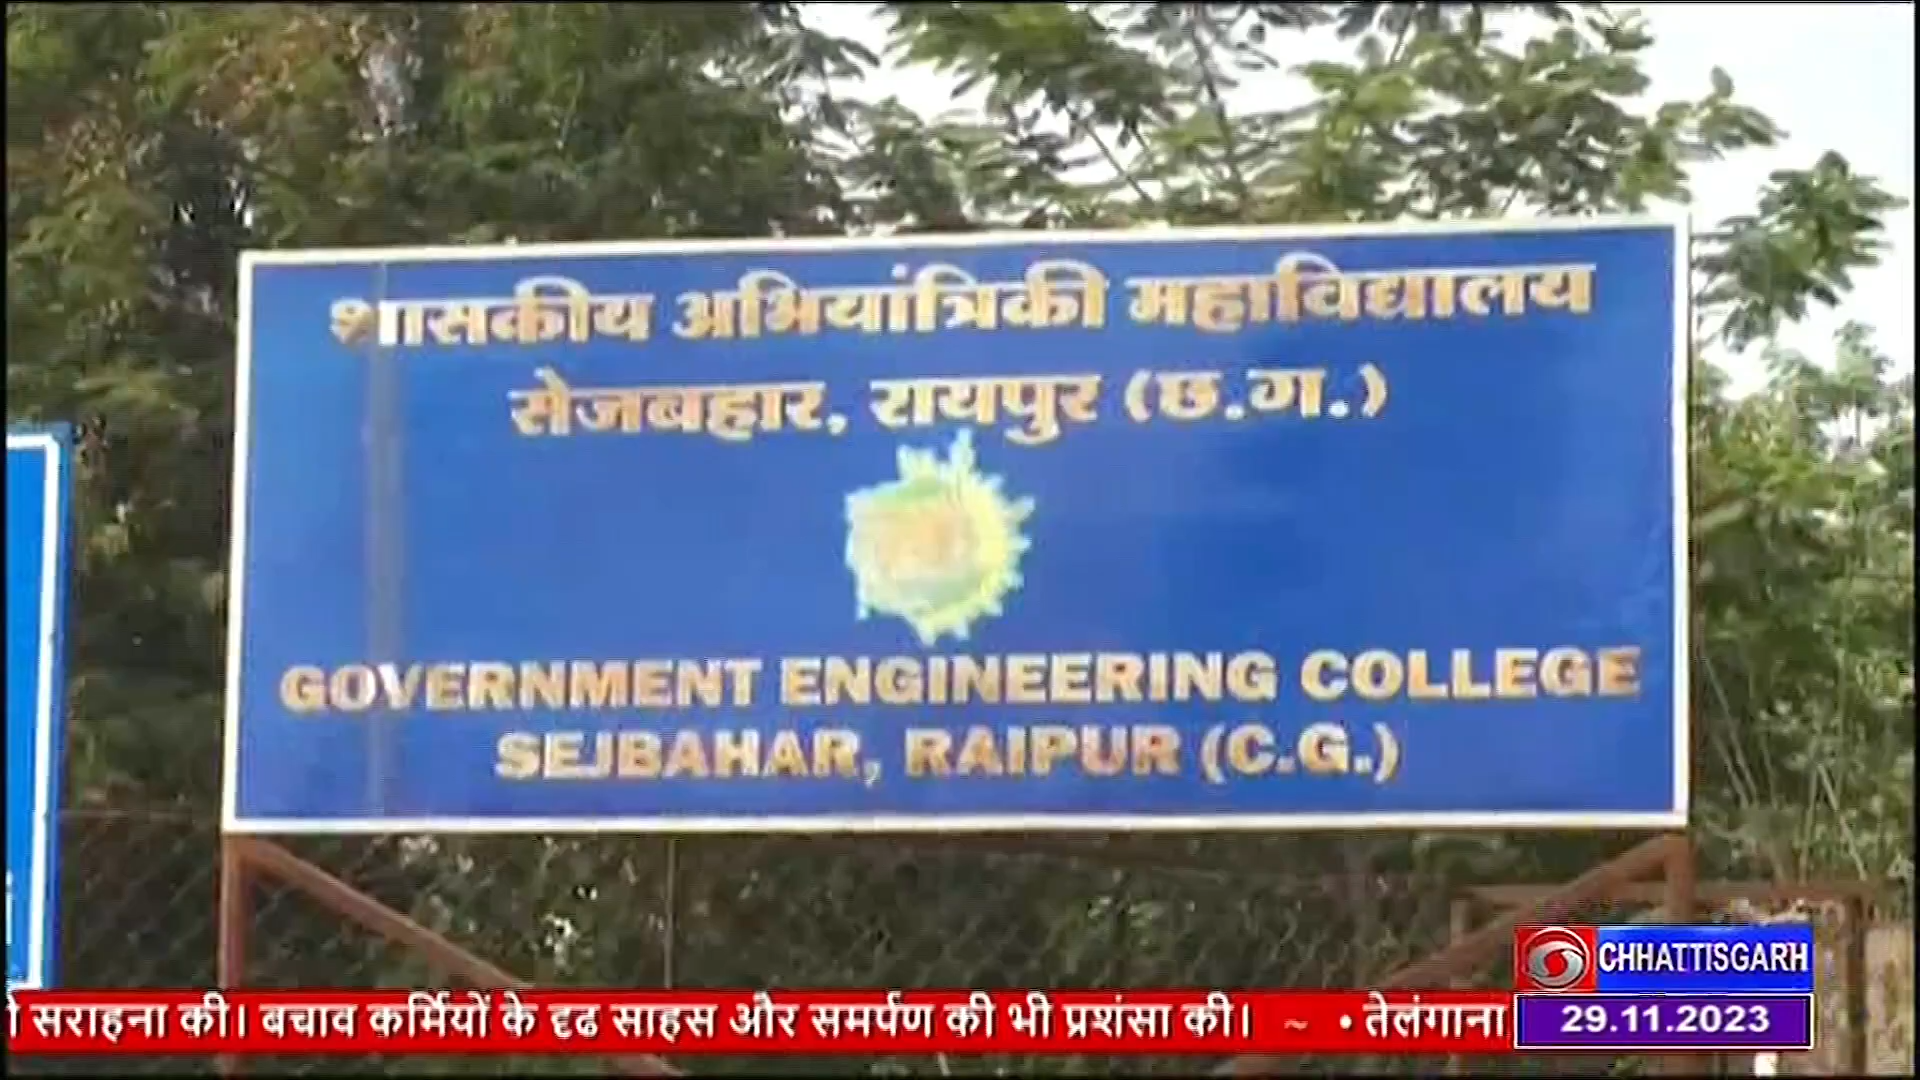 शासकीय अभियांत्रिकी महाविद्यालय
सेजबहार, रायपुर (छ.ग.)
GOVERNMENT ENGINEERING COLLEGE
SEJBAHAR, RAIPUR (C.G.)
CHHATTISGARH
सराहना की। बचाव कर्मियों के दृढ साहस और समर्पण की भी प्रशंसा की। ~ • तेलंगाना
29.11.2023